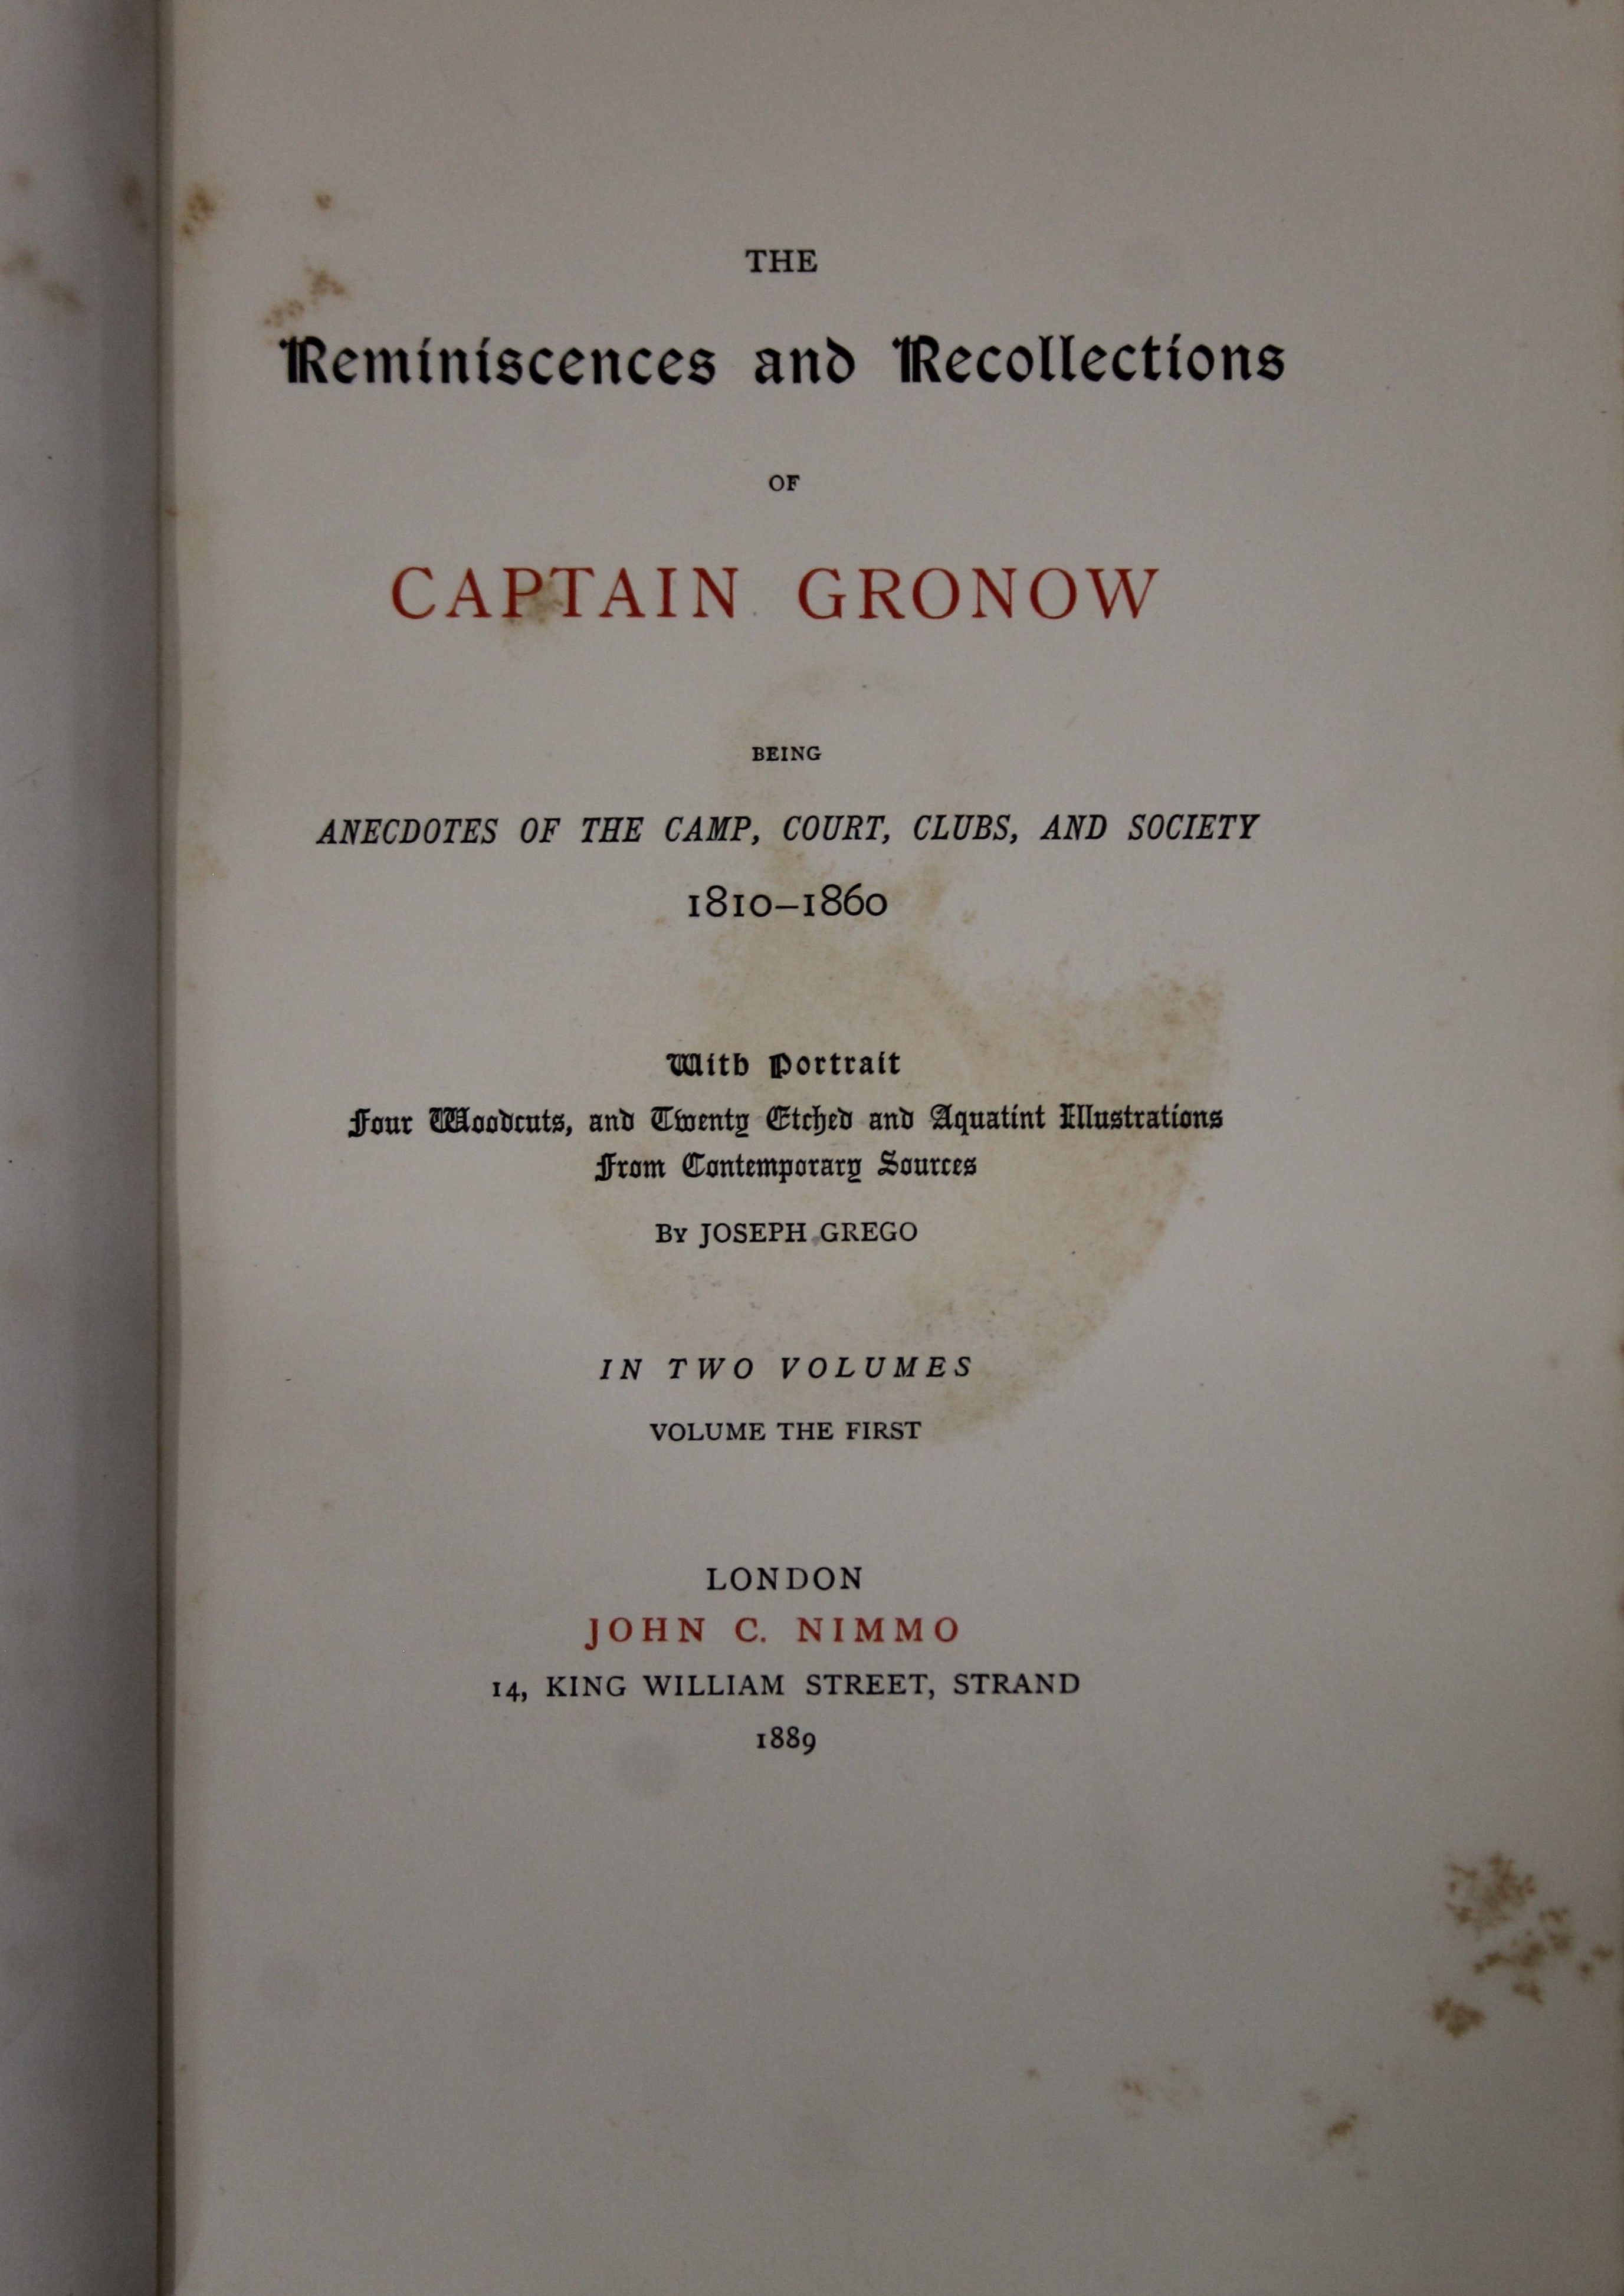 THE
Reminiscences and Recollections
OF
CAPTAIN GRONOW
BEING
ANECDOTES OF THE CAMP, COURT, CLUBS, AND SOCIETY
1810–1860
With Portrait
Four Woodcuts, and Twenty Etched and Aquatint Illustrations
From Contemporary Sources
By JOSEPH GREGO
IN TWO VOLUMES
VOLUME THE FIRST
LONDON
JOHN C. NIMMO
14, KING WILLIAM STREET, STRAND
1889